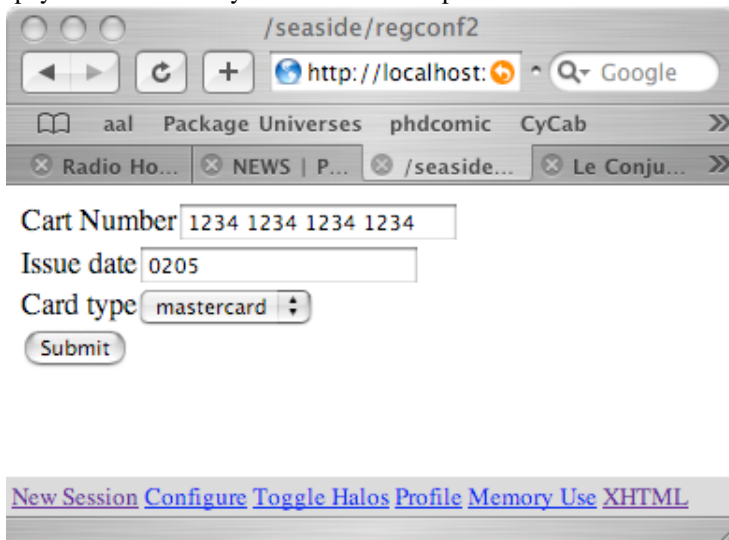 /seaside/regconf2
http://localhost: Google
aal Package Universes phdcomic CyCab
Radio Ho... NEWS | P... /seaside... Le Conju...
Cart Number 1234 1234 1234 1234
Issue date 0205
Card type mastercard
Submit
New Session Configure Toggle Halos Profile Memory Use XHTML